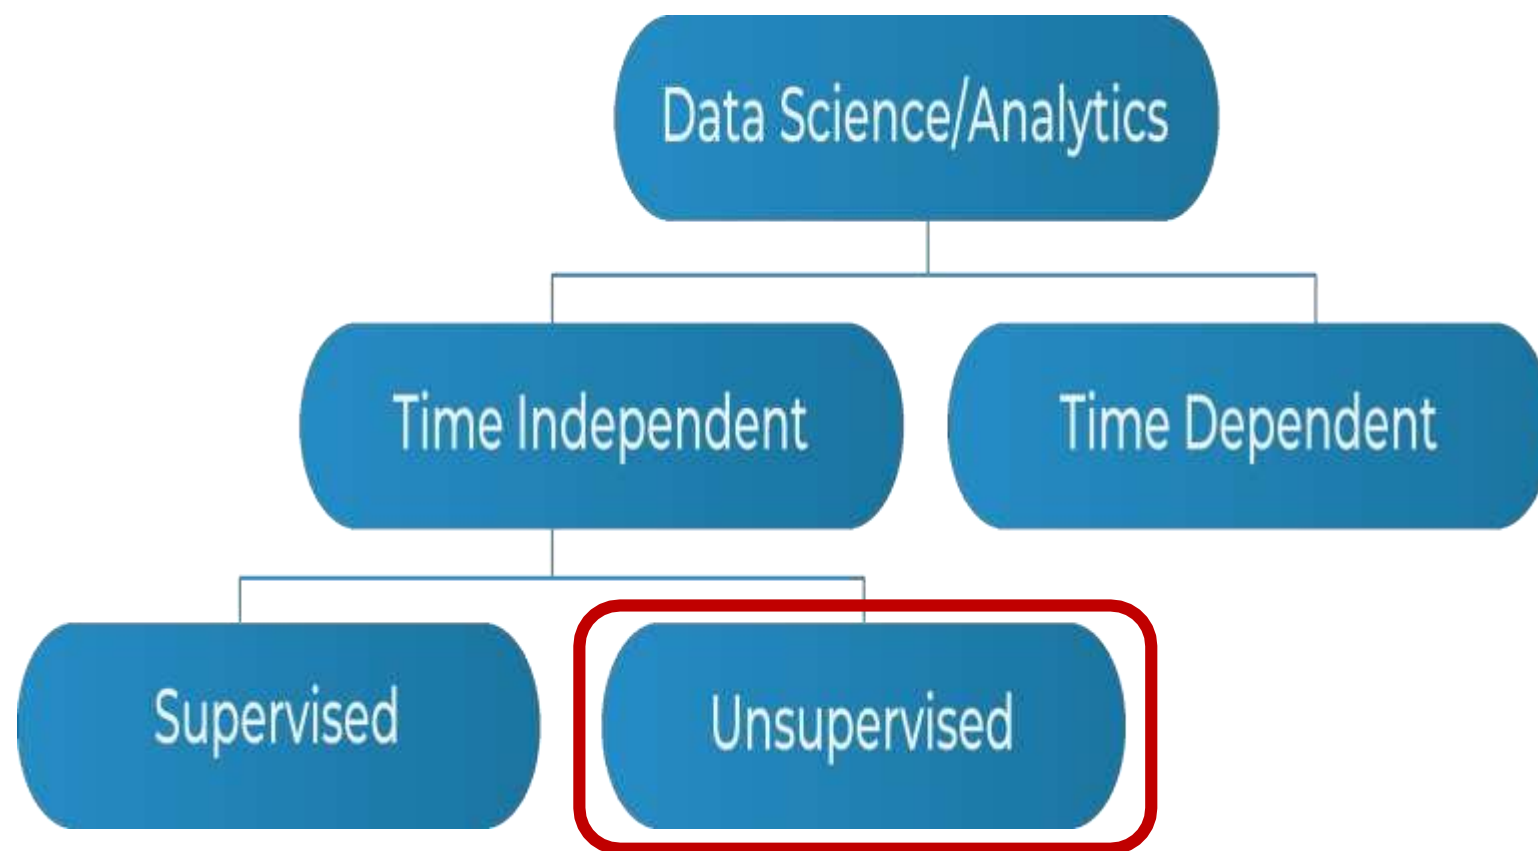 Data Science/Analytics
Time Independent
Time Dependent
Supervised
Unsupervised